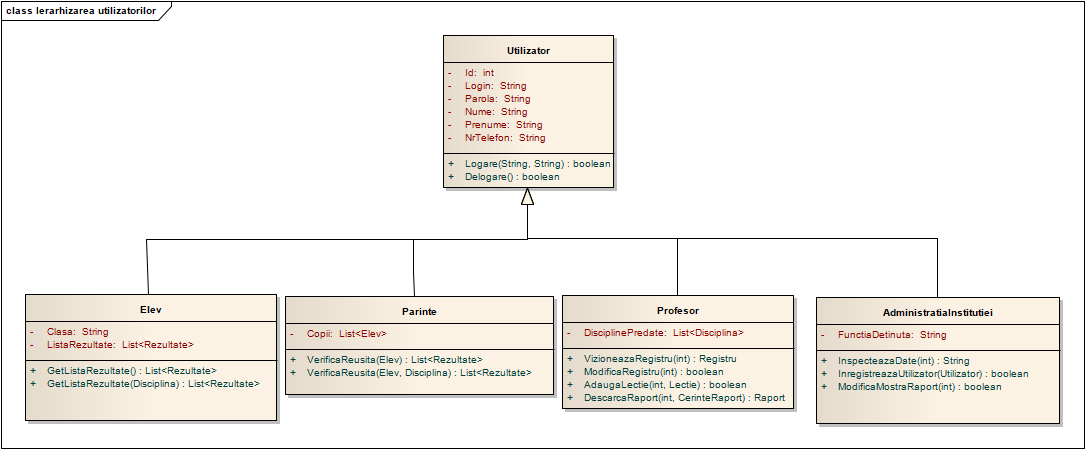 class Ierarhizarea utilizatorilor
Utilizator
- Id: int
- Login: String
- Parola: String
- Nume: String
- Prenume: String
- NrTelefon: String
+ Logare(String, String) : boolean
+ Delogare() : boolean
Elev
- Clasa: String
- ListaRezultate: List<Rezultate>
+ GetListaRezultate() : List<Rezultate>
+ GetListaRezultate(Disciplina) : List<Rezultate>
Parinte
- Copii: List<Elev>
+ VerificaReusita(Elev) : List<Rezultate>
+ VerificaReusita(Elev, Disciplina) : List<Rezultate>
Profesor
- DisciplinePredate: List<Disciplina>
+ VizioneazaRegistru(int) : Registru
+ ModificaRegistru(int) : boolean
+ AdaugaLectie(int, Lectie) : boolean
+ DescarcaRaport(int, CerinteRaport) : Raport
AdministratiaInstitutiei
- FunctiaDetinuta: String
+ InspecteazaDate(int) : String
+ InregistreazaUtilizator(Utilizator) : boolean
+ ModificaMostraRaport(int) : boolean